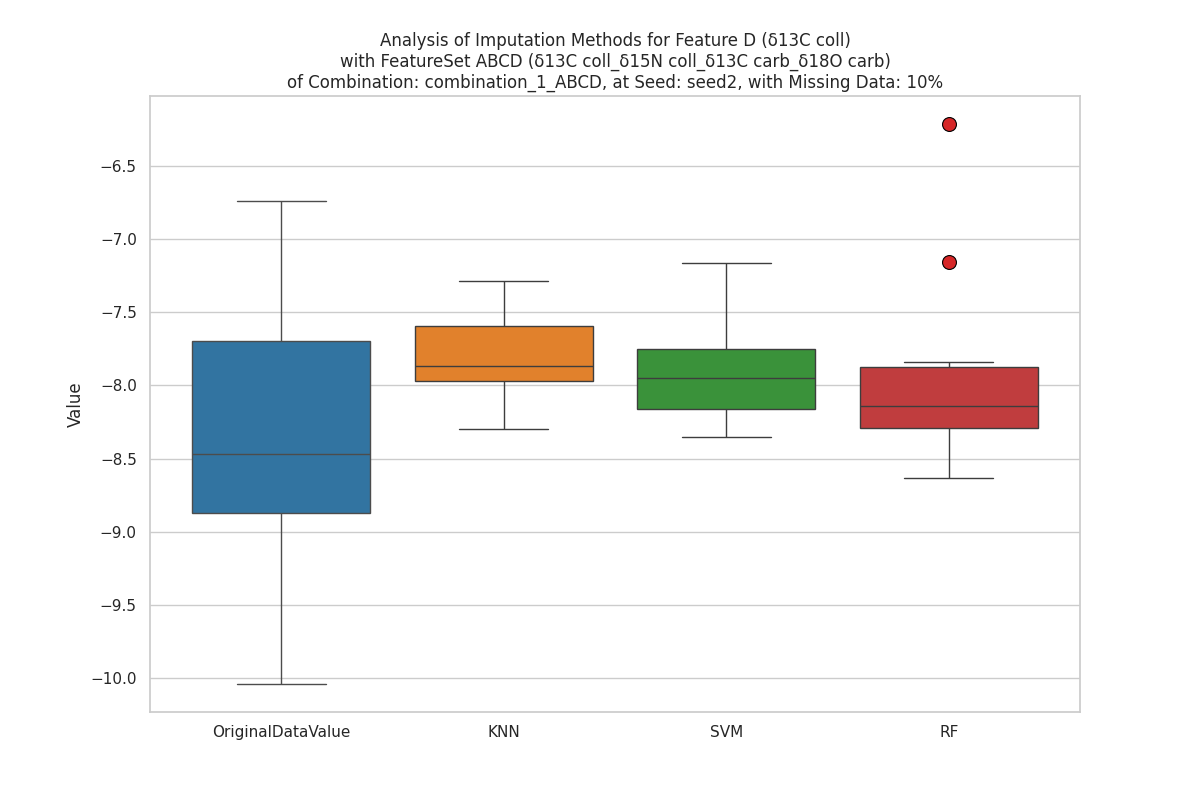 Analysis of Imputation Methods for Feature D (δ13C coll)
with FeatureSet ABCD (δ13C coll_δ15N coll_δ13C carb_δ18O carb)
of Combination: combination_1_ABCD, at Seed: seed2, with Missing Data: 10%
Value
−6.5
−7.0
−7.5
−8.0
−8.5
−9.0
−9.5
−10.0
OriginalDataValue
KNN
SVM
RF